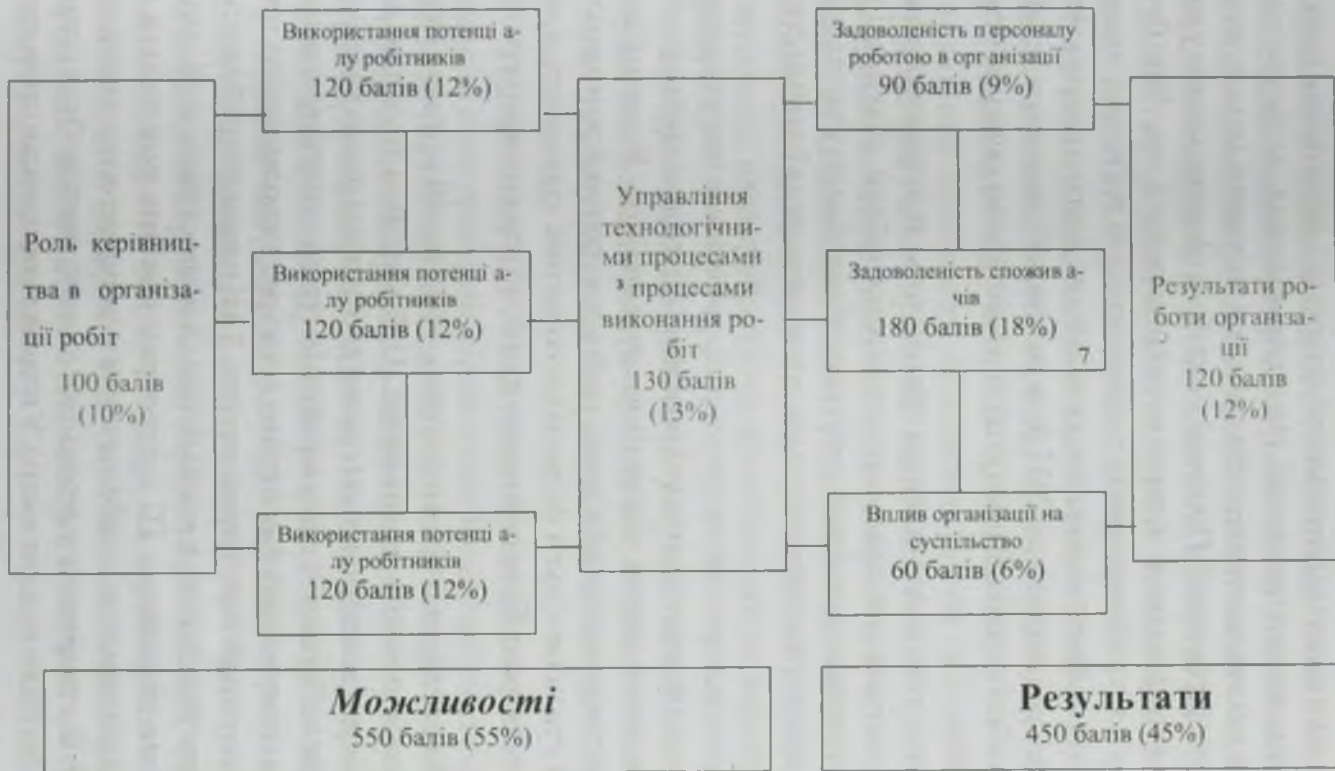 Роль керівниц-
тва в організа-
ції робіт
100 балів
(10%)
Використання потенці а-
лу робітників
120 балів (12%)
Використання потенці а-
лу робітників
120 балів (12%)
Використання потенці а-
лу робітників
120 балів (12%)
Управління
технологічни-
ми процесами
³ процесами
виконання ро-
біт
130 балів
(13%)
Задоволеність п ерсоналу
роботою в орг анізації
90 балів (9%)
Задоволеність спожив а-
чів
180 балів (18%)
7
Вплив організації на
суспільство
60 балів (6%)
Результати ро-
боти організа-
ції
120 балів
(12%)
Можливості
550 балів (55%)
Результати
450 балів (45%)